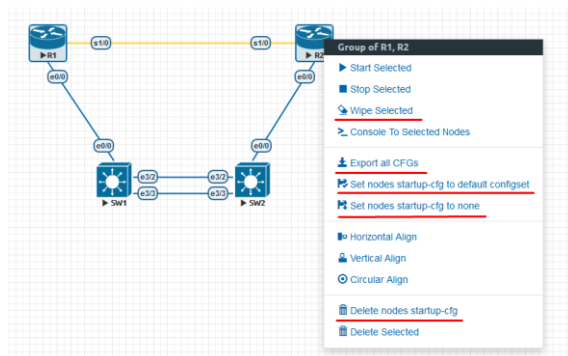 s1/0
s1/0
R1
R2
Group of R1, R2
Start Selected
Stop Selected
Wipe Selected
Console To Selected Nodes
Export all CFGs
Set nodes startup-cfg to default configset
Set nodes startup-cfg to none
Horizontal Align
Vertical Align
Circular Align
Delete nodes startup-cfg
Delete Selected
e0/0
e0/0
e0/0
e0/0
e3/2
e3/2
e3/3
e3/3
SW1
SW2